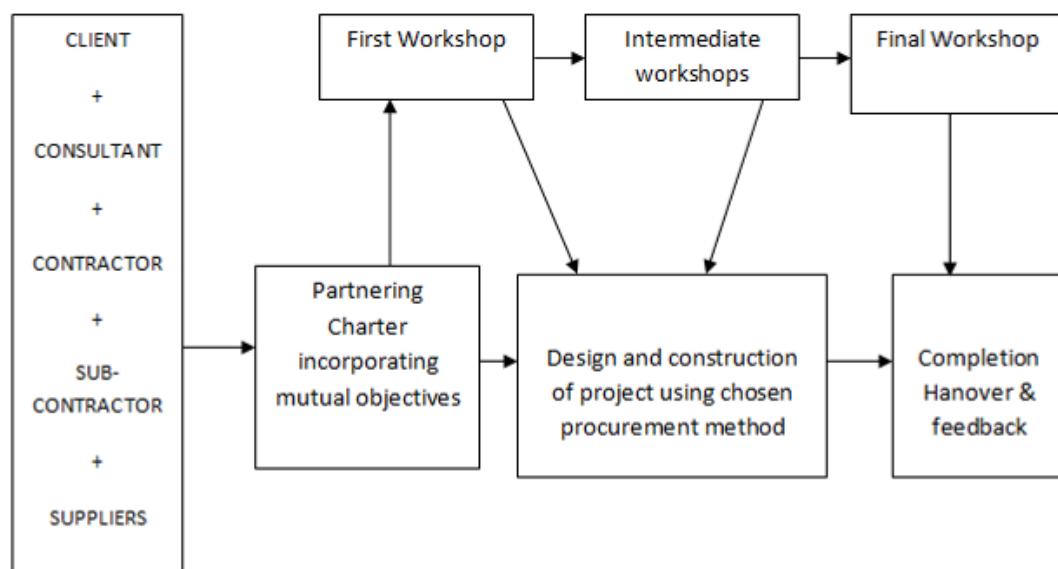 CLIENT
+
CONSULTANT
+
CONTRACTOR
+
SUB-
CONTRACTOR
+
SUPPLIERS
First Workshop
Intermediate
workshops
Final Workshop
Partnering
Charter
incorporating
mutual objectives
Design and construction
of project using chosen
procurement method
Completion
Hanover &
feedback